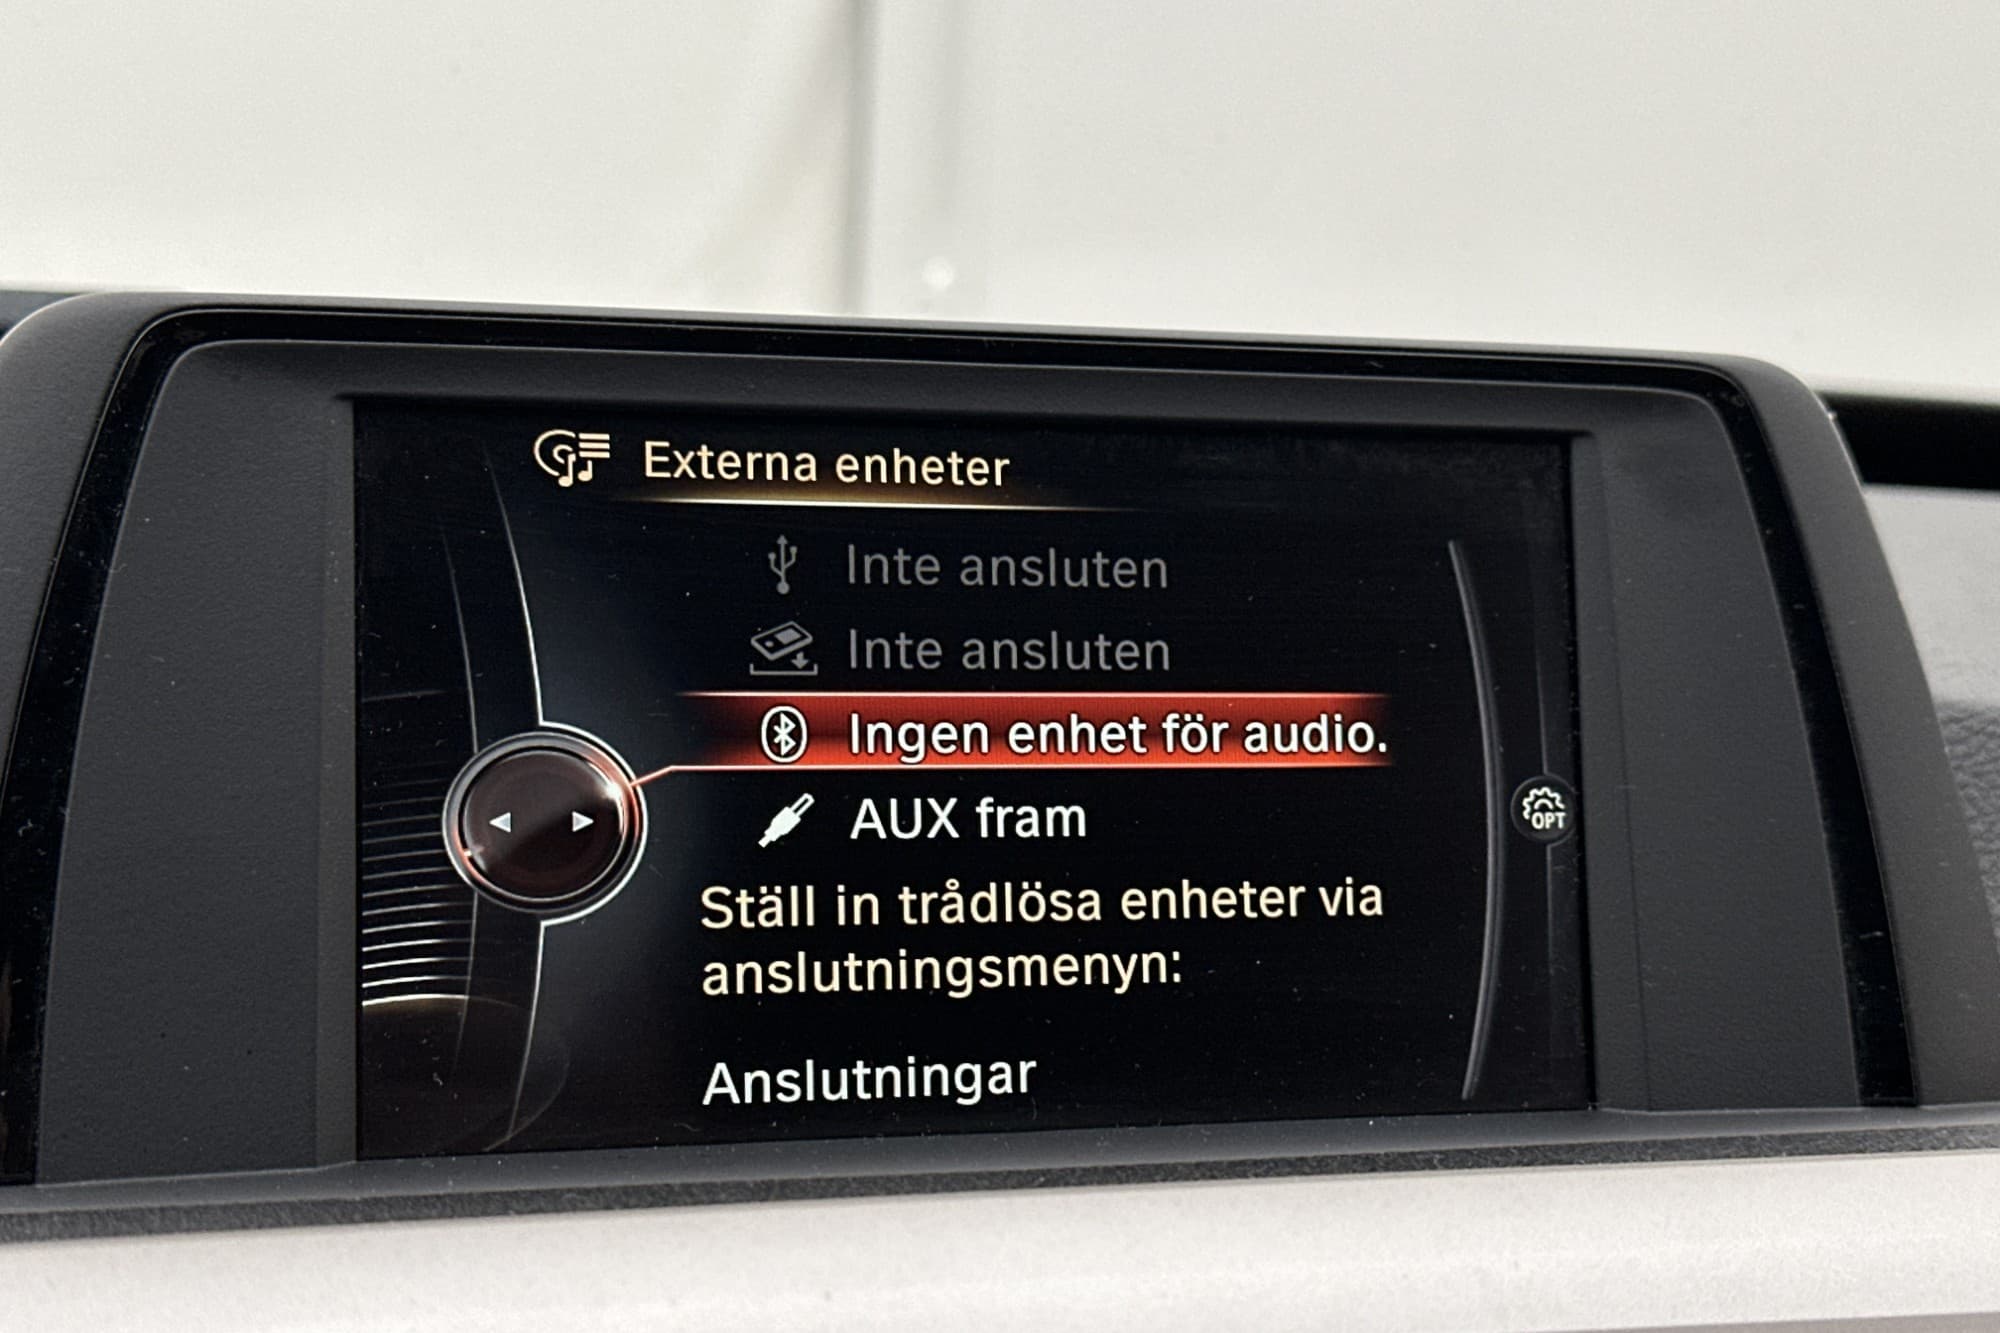 Externa enheter
Inte ansluten
Inte ansluten
Ingen enhet för audio.
AUX fram
Ställ in trådlösa enheter via
anslutningsmenyn:
OPT
Anslutningar